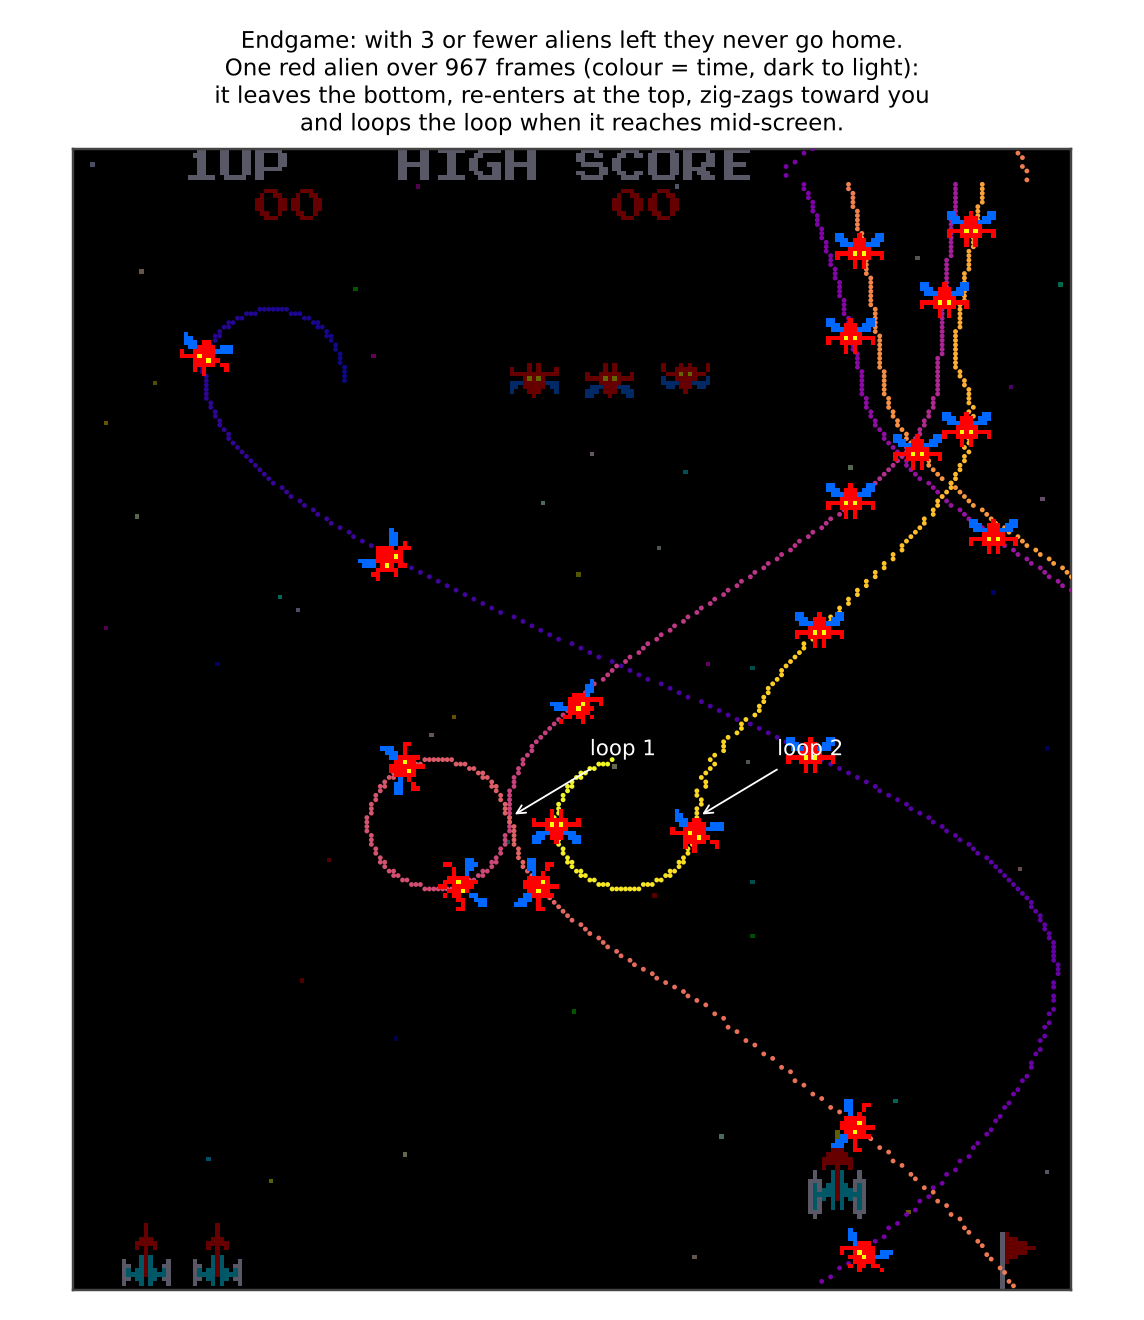 Endgame: with 3 or fewer aliens left they never go home.
One red alien over 967 frames (colour = time, dark to light):
it leaves the bottom, re-enters at the top, zig-zags toward you
and loops the loop when it reaches mid-screen.
1UP HIGH SCORE
00 00
loop 1 loop 2